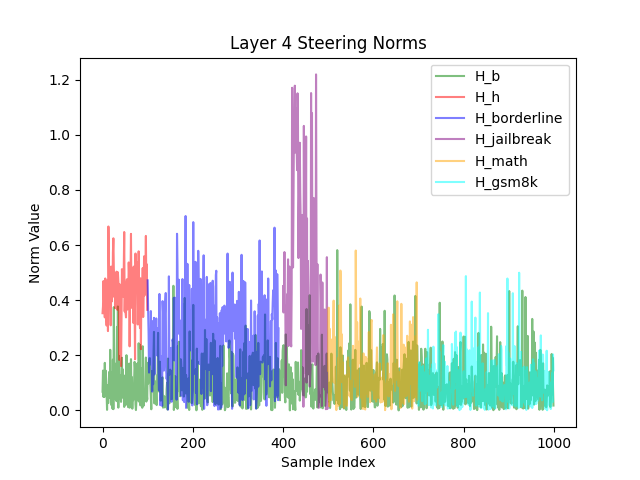 Layer 4 Steering Norms
H_b
H_h
H_borderline
H_jailbreak
H_math
H_gsm8k
Norm Value
1.2
1.0
0.8
0.6
0.4
0.2
0.0
0
200
400
600
800
1000
Sample Index